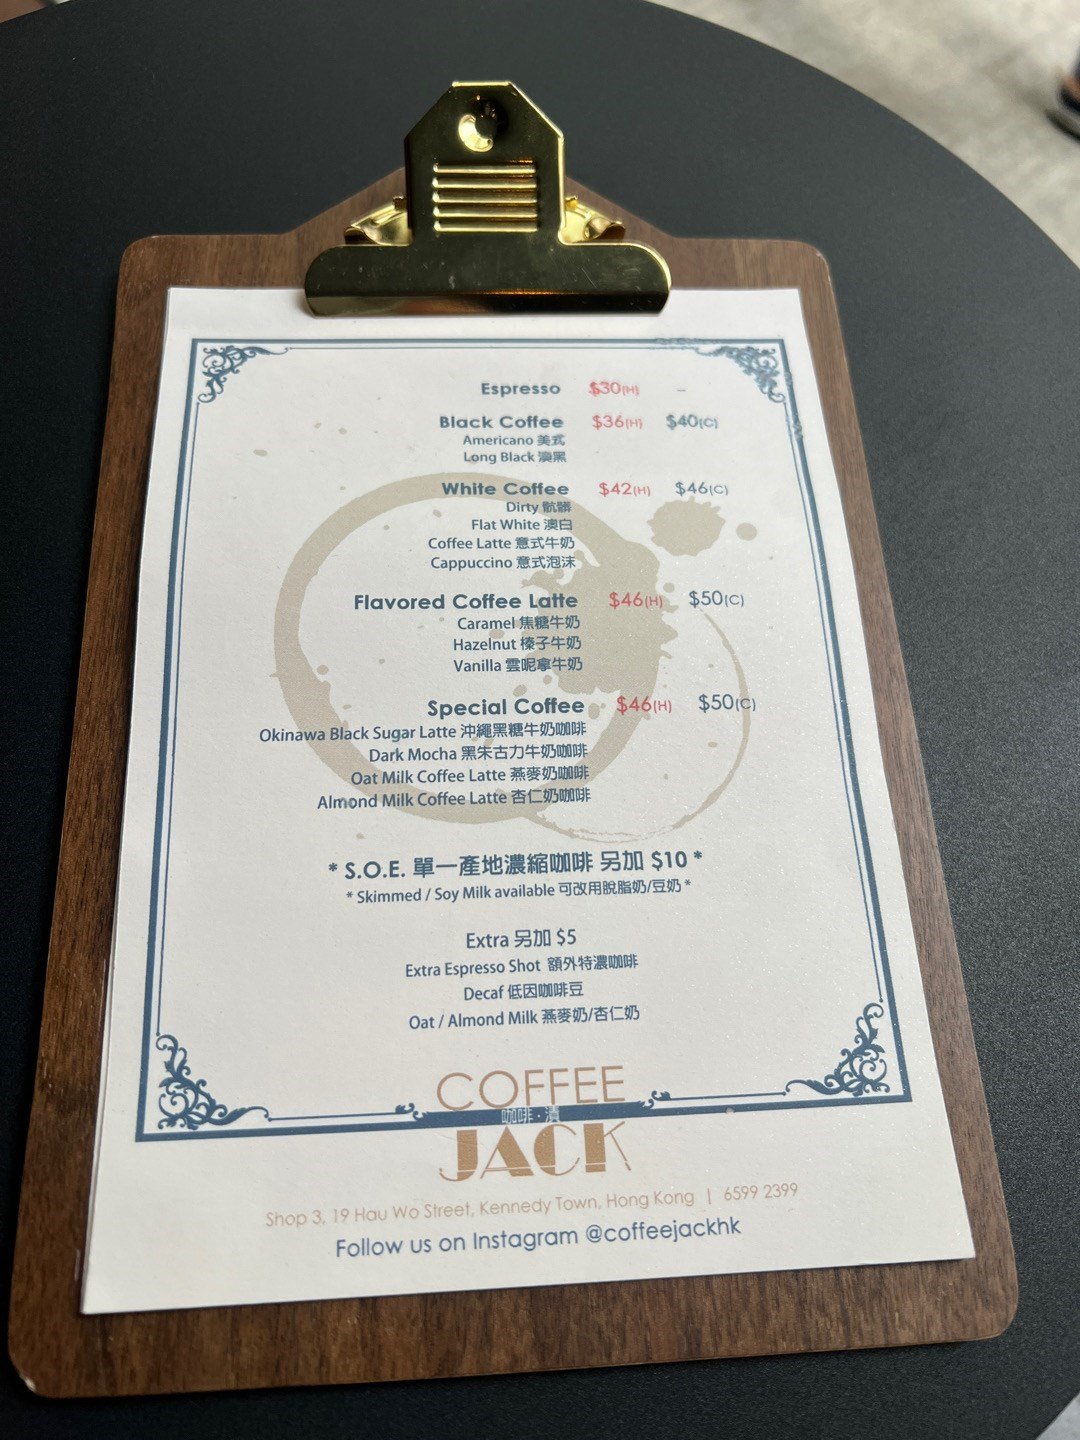 Espresso $30(H) –
Black Coffee $36(H) $40(C)
Americano 美式
Long Black 澳黑
White Coffee $42(H) $46(C)
Dirty 骯髒
Flat White 澳白
Coffee Latte 意式牛奶
Cappuccino 意式泡沫
Flavored Coffee Latte $46(H) $50(C)
Caramel 焦糖牛奶
Hazelnut 榛子牛奶
Vanilla 雲呢拿牛奶
Special Coffee $46(H) $50(C)
Okinawa Black Sugar Latte 沖繩黑糖牛奶咖啡
Dark Mocha 黑朱古力牛奶咖啡
Oat Milk Coffee Latte 燕麥奶咖啡
Almond Milk Coffee Latte 杏仁奶咖啡
* S.O.E. 單一產地濃縮咖啡 另加 $10 *
* Skimmed / Soy Milk available 可改用脫脂奶/豆奶 *
Extra 另加 $5
Extra Espresso Shot 額外特濃咖啡
Decaf 低因咖啡豆
Oat / Almond Milk 燕麥奶/杏仁奶
COFFEE
咖啡·漬
JACK
Shop 3, 19 Hau Wo Street, Kennedy Town, Hong Kong | 6599 2399
Follow us on Instagram @coffeejackhk